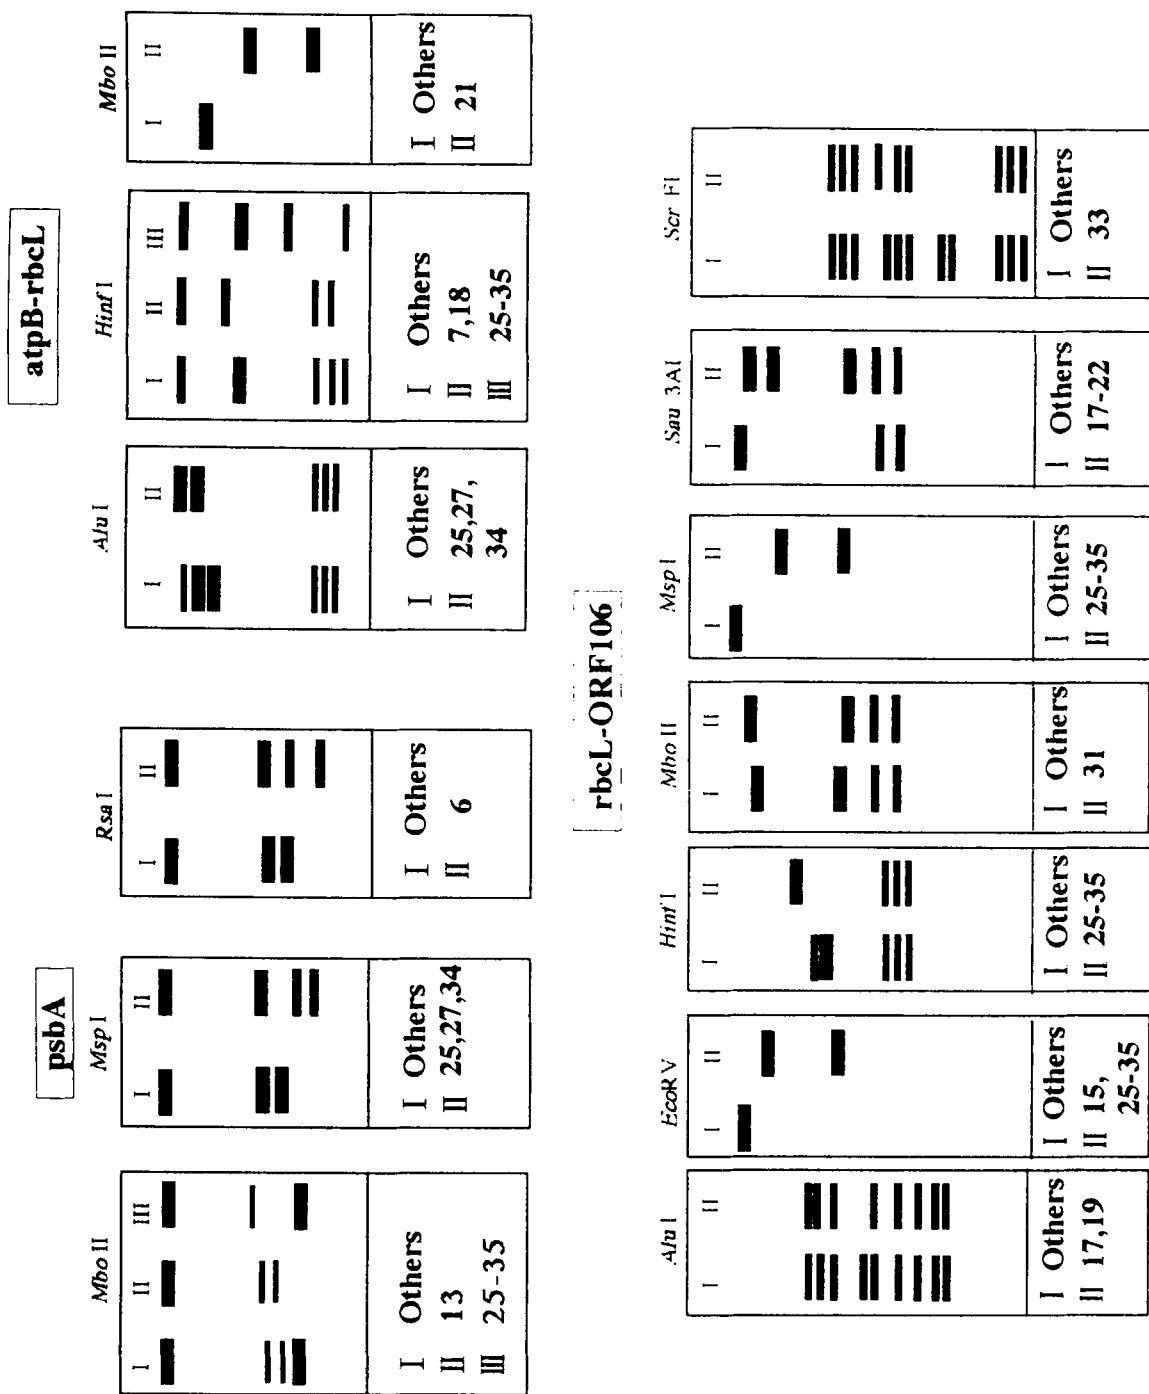 psbA
Mbo II
I II III
I Others
II 13
III 25-35
Msp I
I II
I Others
II 25,27,34
Rsa I
I II
I Others
II 6
atpB-rbcL
Alu I
I II
I Others
II 25,27,
34
Hinf I
I II III
I Others
II 7,18
III 25-35
Mbo II
I II
I Others
II 21
rbcL-ORF106
Alu I
I II
I Others
II 17,19
EcoR V
I II
I Others
II 15,
25-35
Hinf I
I II
I Others
II 25-35
Mbo II
I II
I Others
II 31
Msp I
I II
I Others
II 25-35
Sau 3AI
I II
I Others
II 17-22
Scr FI
I II
I Others
II 33